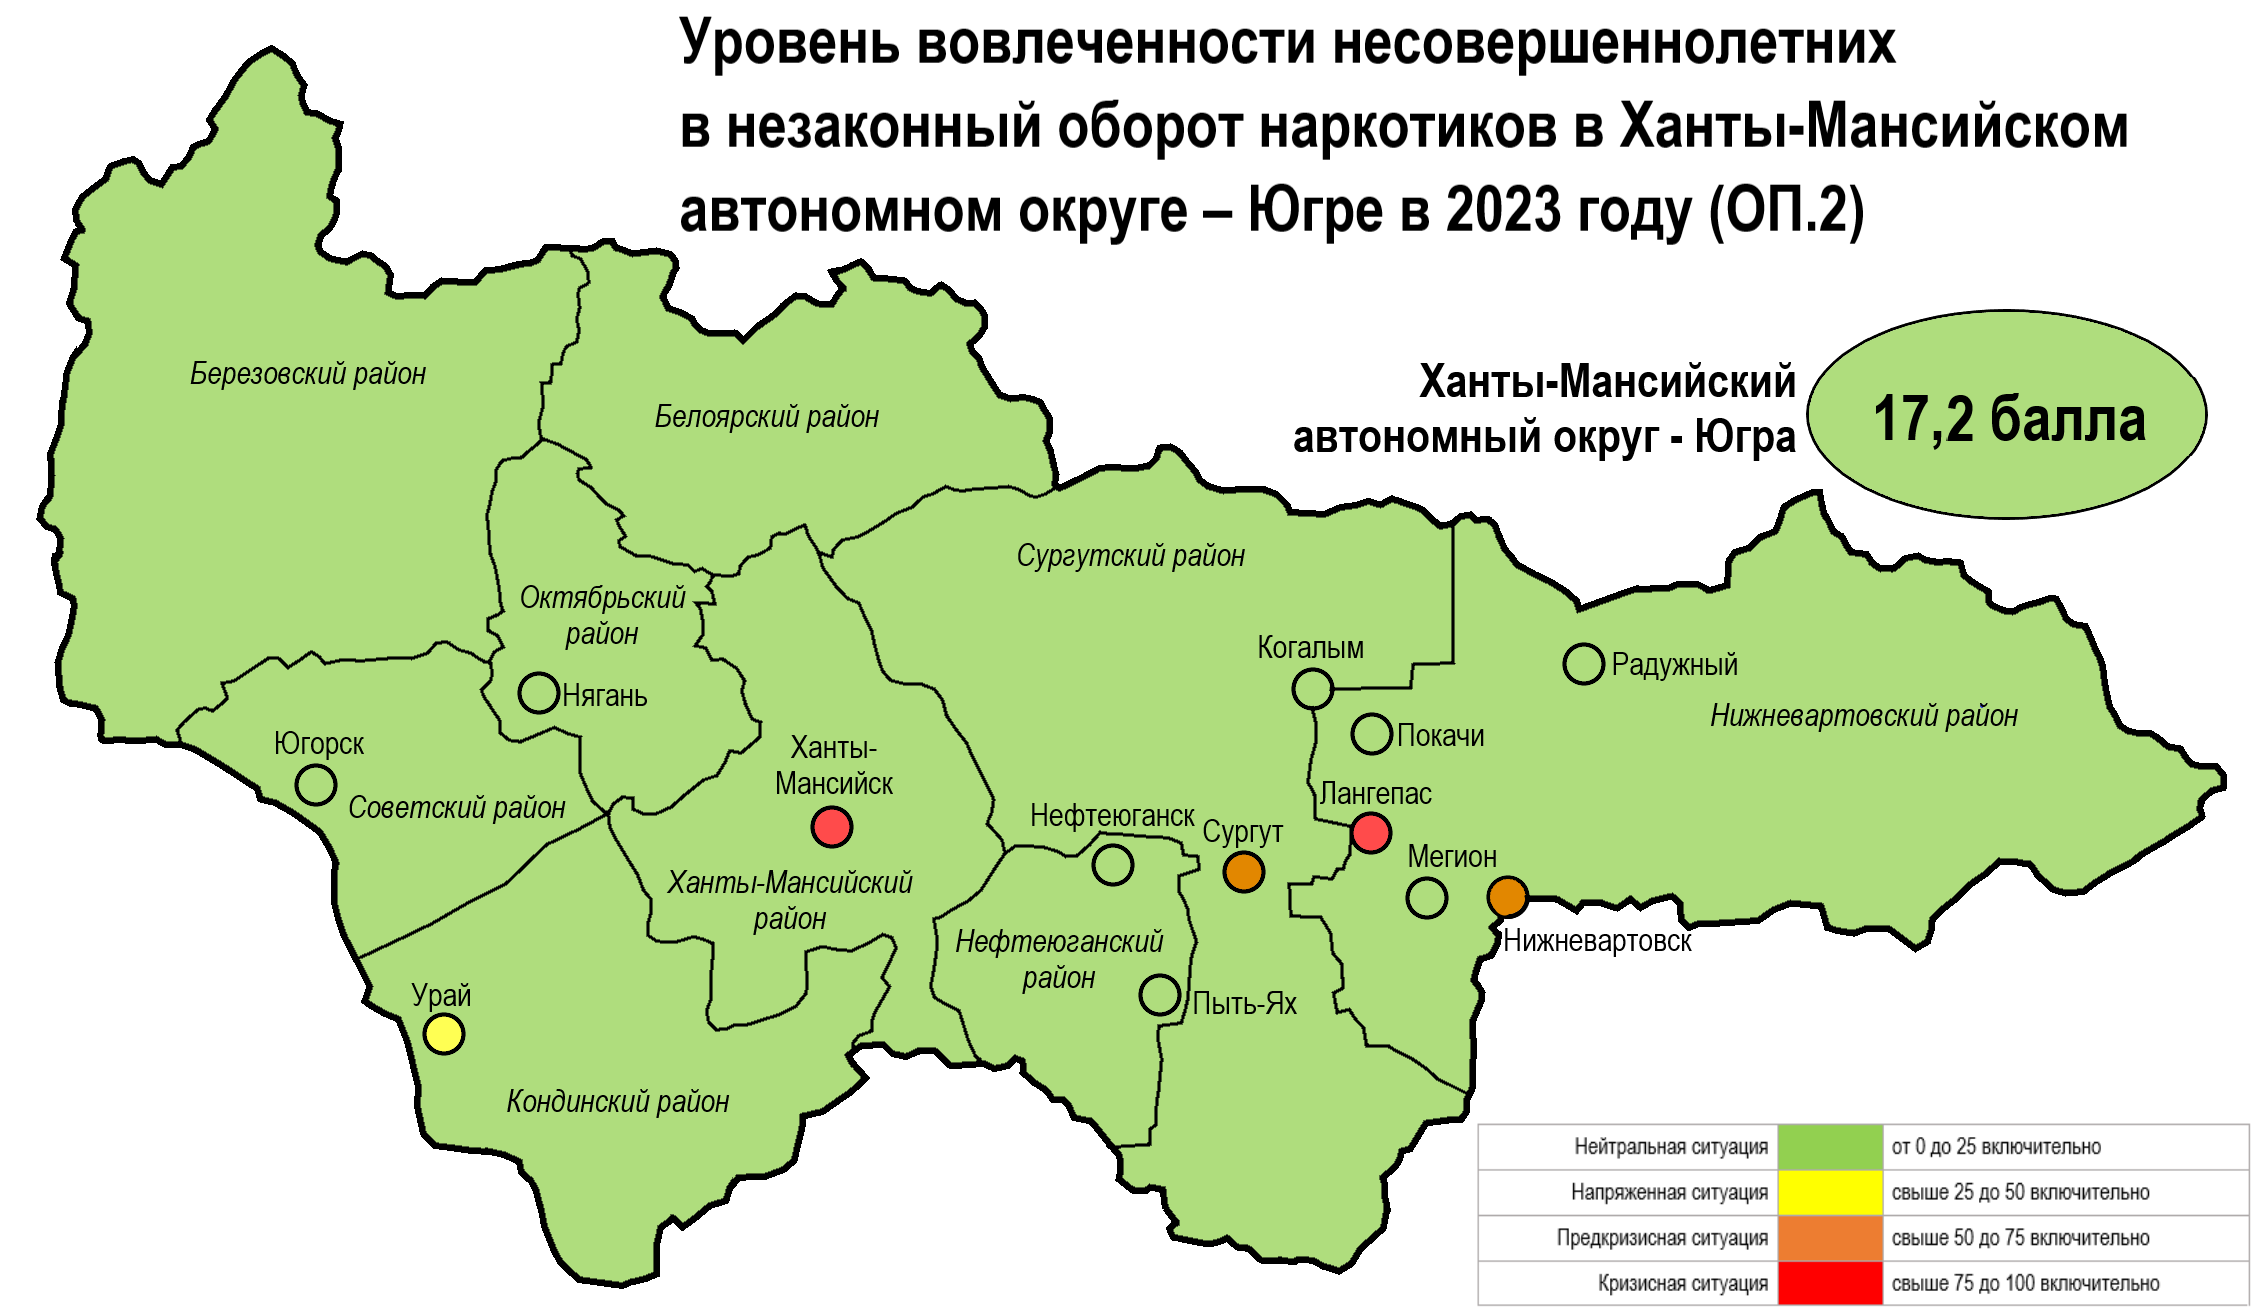 Уровень вовлеченности несовершеннолетних
в незаконный оборот наркотиков в Ханты-Мансийском
автономном округе – Югре в 2023 году (ОП.2)
Ханты-Мансийский
автономный округ - Югра
17,2 балла
Березовский район
Белоярский район
Сургутский район
Октябрьский
район
Нягань
Когалым
Радужный
Нижневартовский район
Покачи
Югорск
Советский район
Ханты-
Мансийск
Лангепас
Нефтеюганск
Сургут
Мегион
Ханты-Мансийский
район
Нефтеюганский
район
Нижневартовск
Урай
Пыть-Ях
Кондинский район
Нейтральная ситуация от 0 до 25 включительно
Напряженная ситуация свыше 25 до 50 включительно
Предкризисная ситуация свыше 50 до 75 включительно
Кризисная ситуация свыше 75 до 100 включительно